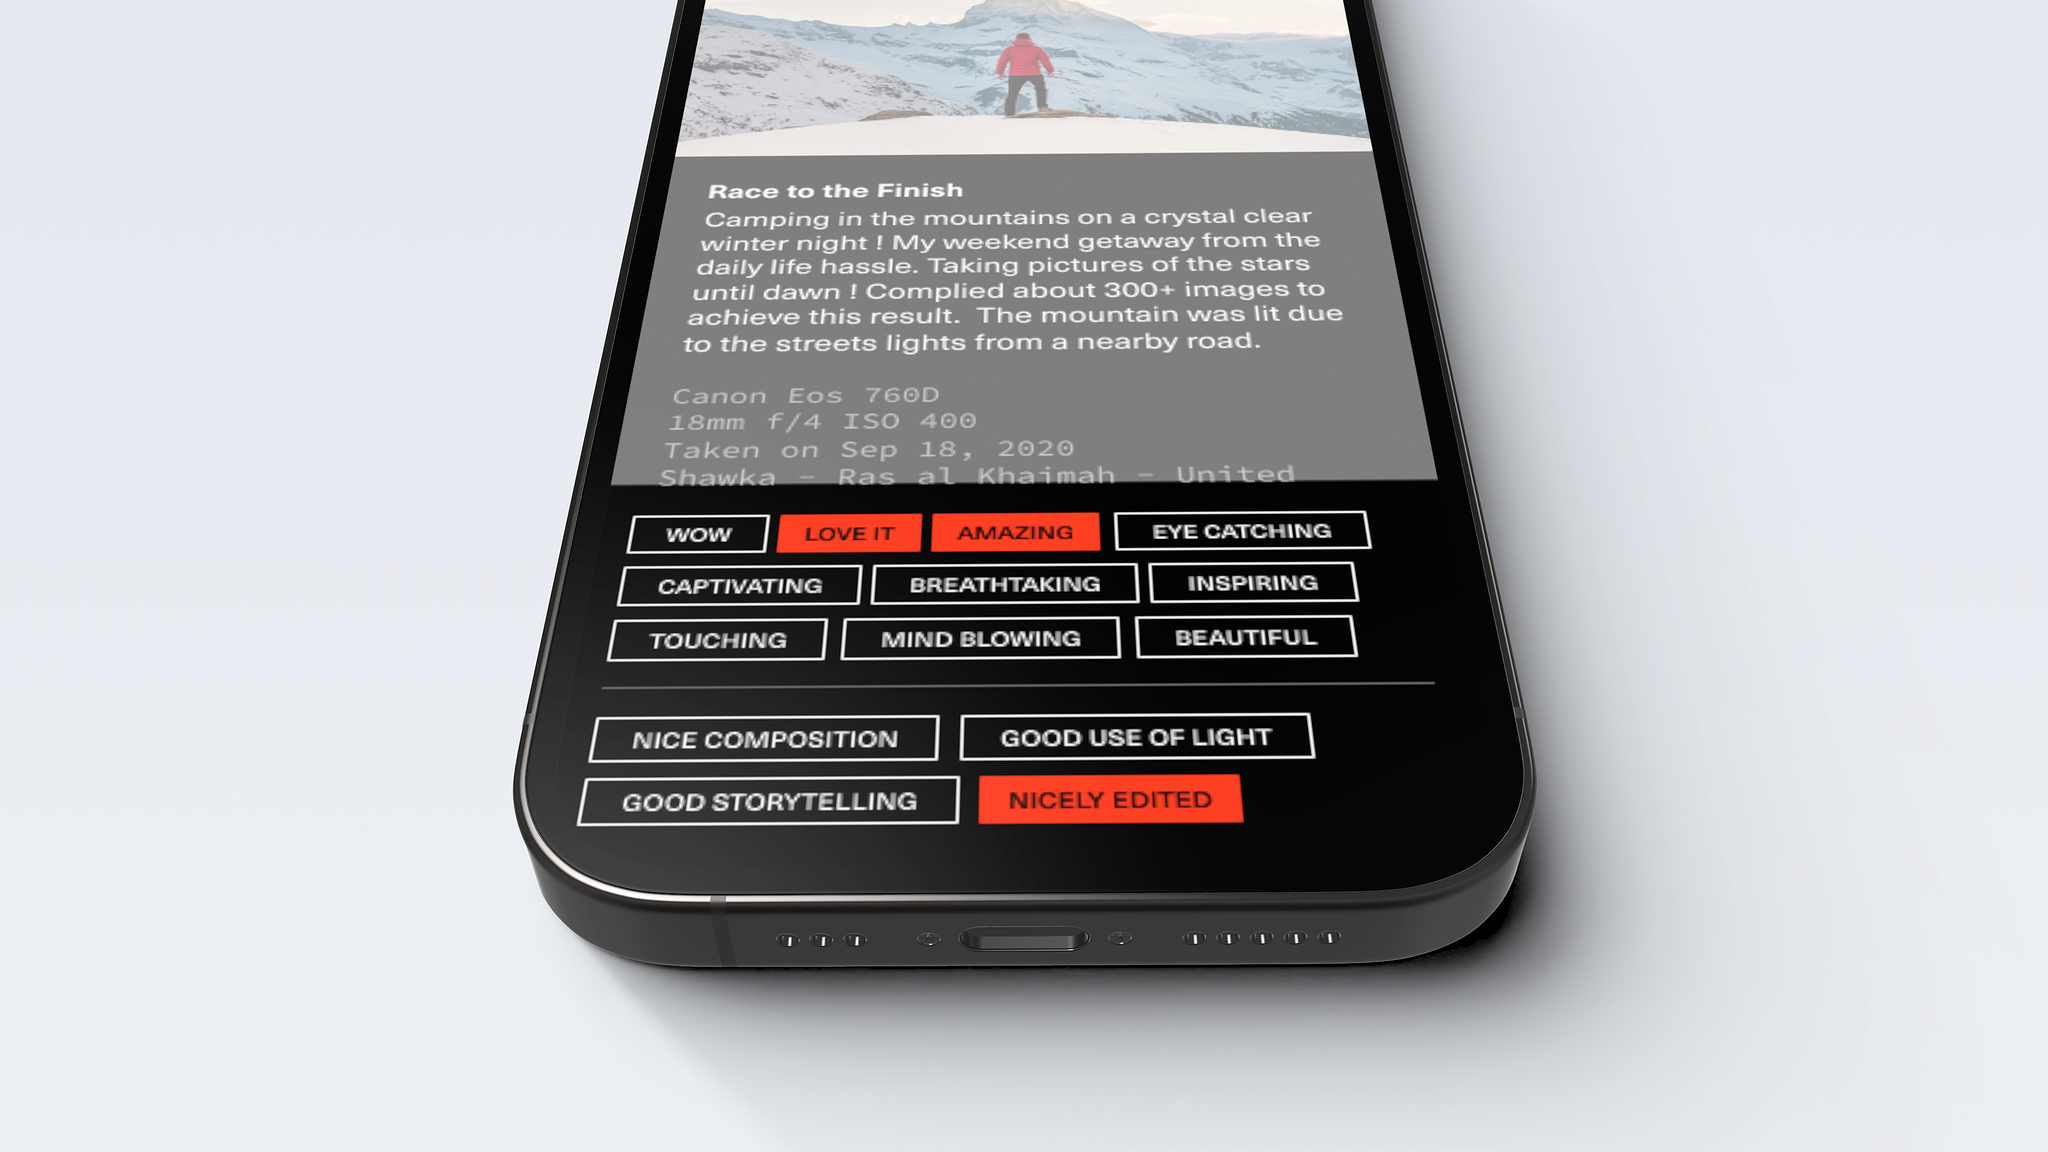 Race to the Finish
Camping in the mountains on a crystal clear
winter night ! My weekend getaway from the
daily life hassle. Taking pictures of the stars
until dawn ! Complied about 300+ images to
achieve this result.  The mountain was lit due
to the streets lights from a nearby road.
Canon Eos 760D
18mm f/4 ISO 400
Taken on Sep 18, 2020
Shawka - Ras al Khaimah - United
WOW LOVE IT AMAZING EYE CATCHING
CAPTIVATING BREATHTAKING INSPIRING
TOUCHING MIND BLOWING BEAUTIFUL
NICE COMPOSITION GOOD USE OF LIGHT
GOOD STORYTELLING NICELY EDITED